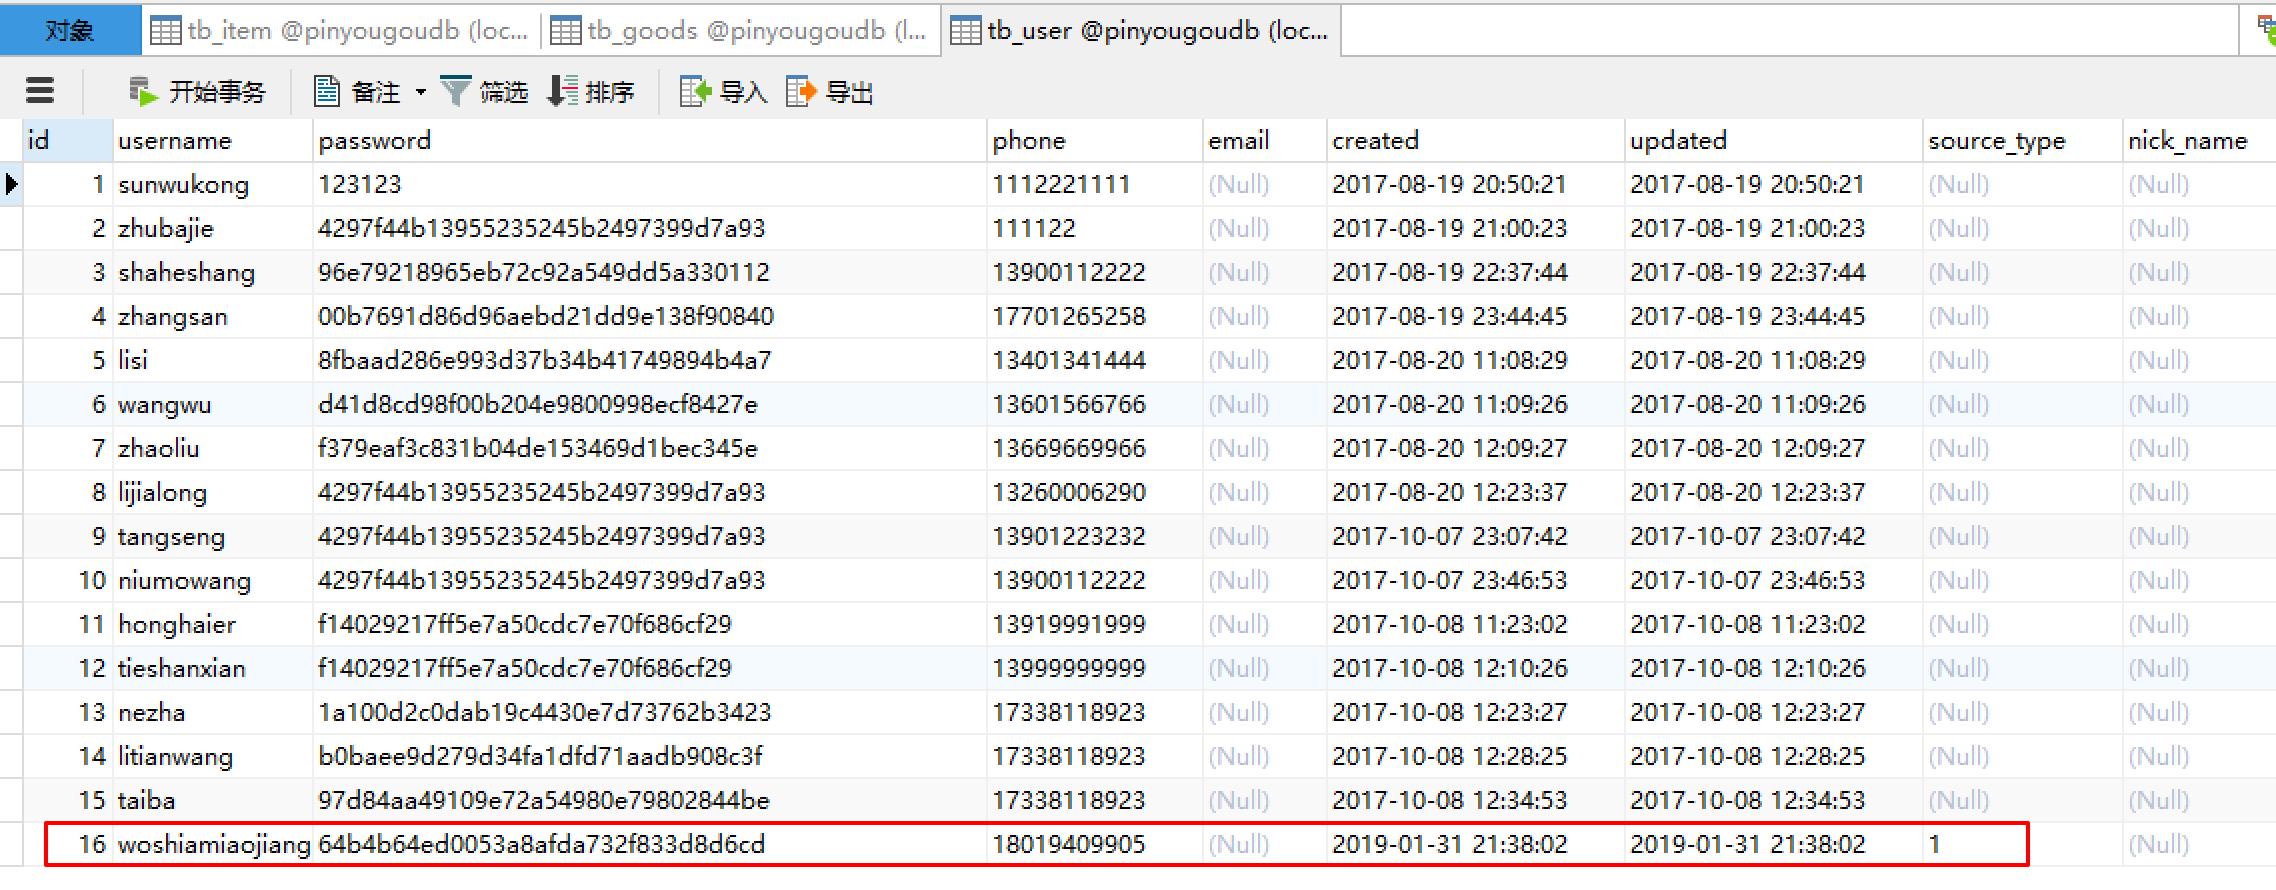 对象 tb_item @pinyougoudb (loc... tb_goods @pinyougoudb (l... tb_user @pinyougoudb (loc...
开始事务 备注 筛选 排序 导入 导出
id username password phone email created updated source_type nick_name
1 sunwukong 123123 1112221111 (Null) 2017-08-19 20:50:21 2017-08-19 20:50:21 (Null) (Null)
2 zhubajie 4297f44b13955235245b2497399d7a93 111122 (Null) 2017-08-19 21:00:23 2017-08-19 21:00:23 (Null) (Null)
3 shaheshang 96e79218965eb72c92a549dd5a330112 13900112222 (Null) 2017-08-19 22:37:44 2017-08-19 22:37:44 (Null) (Null)
4 zhangsan 00b7691d86d96aebd21dd9e138f90840 17701265258 (Null) 2017-08-19 23:44:45 2017-08-19 23:44:45 (Null) (Null)
5 lisi 8fbaad286e993d37b34b41749894b4a7 13401341444 (Null) 2017-08-20 11:08:29 2017-08-20 11:08:29 (Null) (Null)
6 wangwu d41d8cd98f00b204e9800998ecf8427e 13601566766 (Null) 2017-08-20 11:09:26 2017-08-20 11:09:26 (Null) (Null)
7 zhaoliu f379eaf3c831b04de153469d1bec345e 13669669966 (Null) 2017-08-20 12:09:27 2017-08-20 12:09:27 (Null) (Null)
8 lijialong 4297f44b13955235245b2497399d7a93 13260006290 (Null) 2017-08-20 12:23:37 2017-08-20 12:23:37 (Null) (Null)
9 tangseng 4297f44b13955235245b2497399d7a93 13901223232 (Null) 2017-10-07 23:07:42 2017-10-07 23:07:42 (Null) (Null)
10 niumowang 4297f44b13955235245b2497399d7a93 13900112222 (Null) 2017-10-07 23:46:53 2017-10-07 23:46:53 (Null) (Null)
11 honghaier f14029217ff5e7a50cdc7e70f686cf29 13919991999 (Null) 2017-10-08 11:23:02 2017-10-08 11:23:02 (Null) (Null)
12 tieshanxian f14029217ff5e7a50cdc7e70f686cf29 13999999999 (Null) 2017-10-08 12:10:26 2017-10-08 12:10:26 (Null) (Null)
13 nezha 1a100d2c0dab19c4430e7d73762b3423 17338118923 (Null) 2017-10-08 12:23:27 2017-10-08 12:23:27 (Null) (Null)
14 litianwang b0baee9d279d34fa1dfd71aadb908c3f 17338118923 (Null) 2017-10-08 12:28:25 2017-10-08 12:28:25 (Null) (Null)
15 taiba 97d84aa49109e72a54980e79802844be 17338118923 (Null) 2017-10-08 12:34:53 2017-10-08 12:34:53 (Null) (Null)
16 woshiamiaojiang 64b4b64ed0053a8afda732f833d8d6cd 18019409905 (Null) 2019-01-31 21:38:02 2019-01-31 21:38:02 1 (Null)